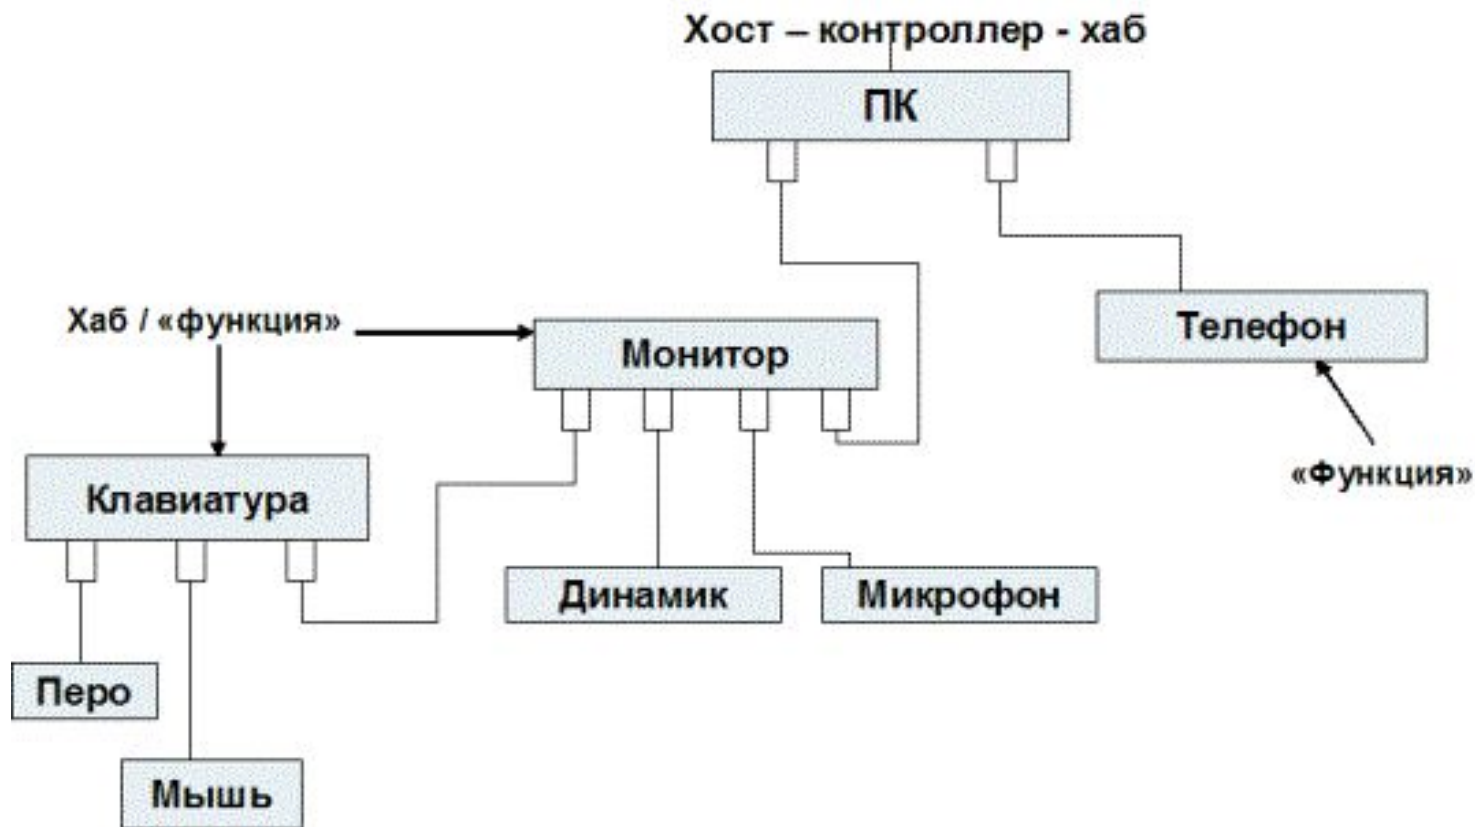 Хост – контроллер - хаб
ПК
Телефон
Хаб / «функция»
Монитор
«Функция»
Клавиатура
Динамик
Микрофон
Перо
Мышь